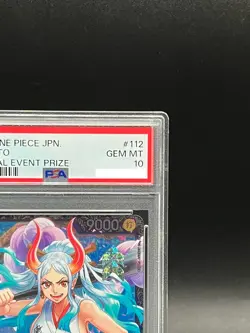 NE PIECE JPN. #112
TO GEM MT
AL EVENT PRIZE 10
PSA
9000